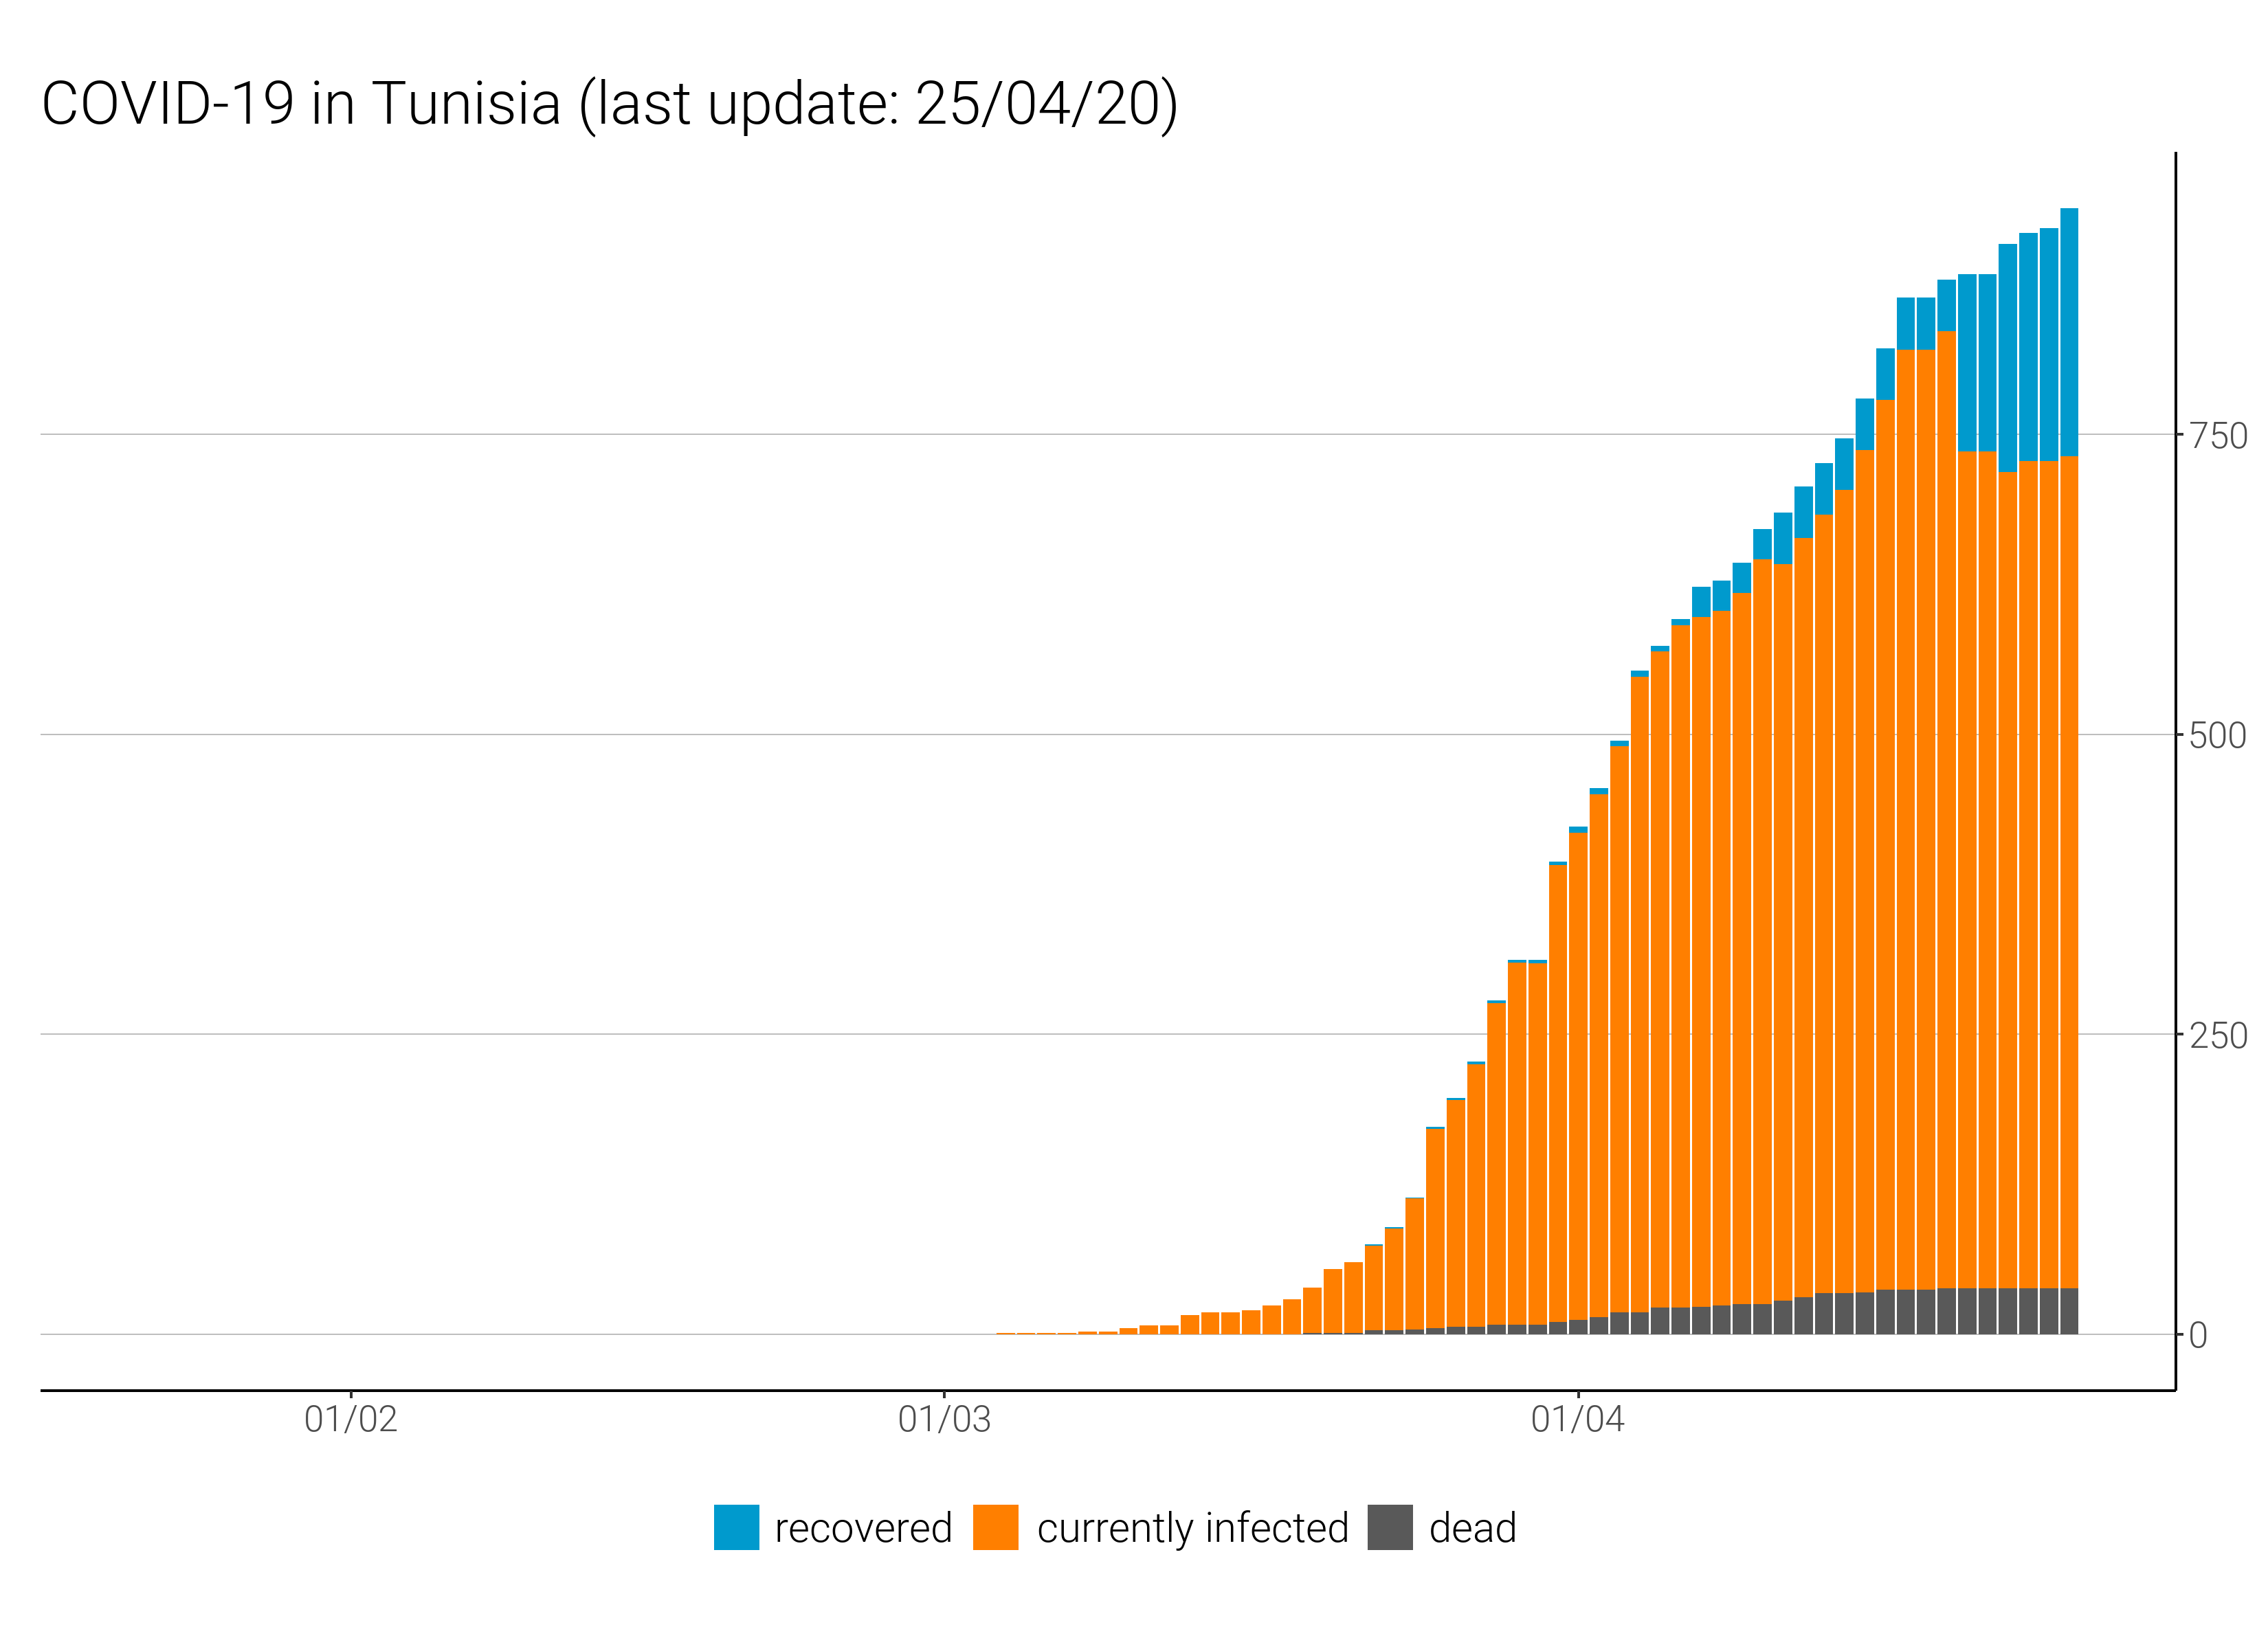 COVID-19 in Tunisia (last update: 25/04/20)
750
500
250
0
01/02 01/03 01/04
recovered currently infected dead